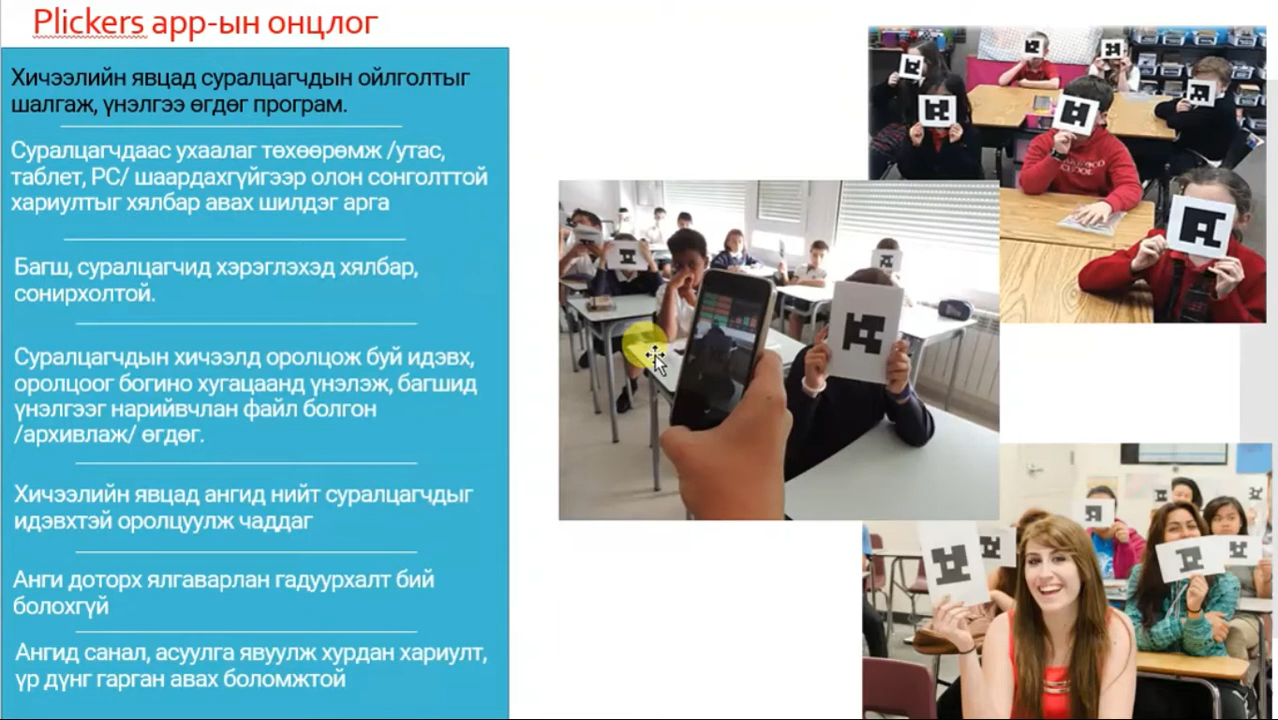 Plickers app-ын онцлог
Хичээлийн явцад суралцагчдын ойлголтыг
шалгаж, үнэлгээ өгдөг програм.
Суралцагчдаас ухаалаг төхөөрөмж /утас,
таблет, PC/ шаардахгүйгээр олон сонголттой
хариултыг хялбар авах шилдэг арга
Багш, суралцагчид хэрэглэхэд хялбар,
сонирхолтой.
Суралцагчдын хичээлд оролцож буй идэвх,
оролцоог богино хугацаанд үнэлэж, багшид
үнэлгээг нарийвчлан файл болгон
/архивлаж/ өгдөг.
Хичээлийн явцад ангид нийт суралцагчдыг
идэвхтэй оролцуулж чаддаг
Анги доторх ялгаварлан гадуурхалт бий
болохгүй
Ангид санал, асуулга явуулж хурдан хариулт,
үр дүнг гарган авах боломжтой